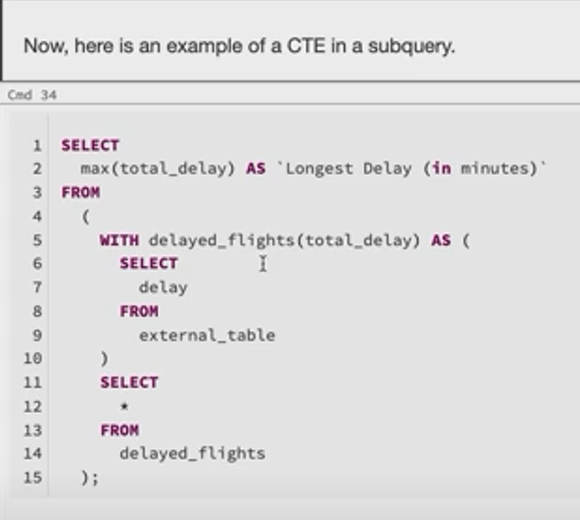 Now, here is an example of a CTE in a subquery.
Cmd 34
1 SELECT
2   max(total_delay) AS `Longest Delay (in minutes)`
3 FROM
4   (
5     WITH delayed_flights(total_delay) AS (
6       SELECT
7         delay
8       FROM
9         external_table
10     )
11     SELECT
12       *
13     FROM
14       delayed_flights
15   );